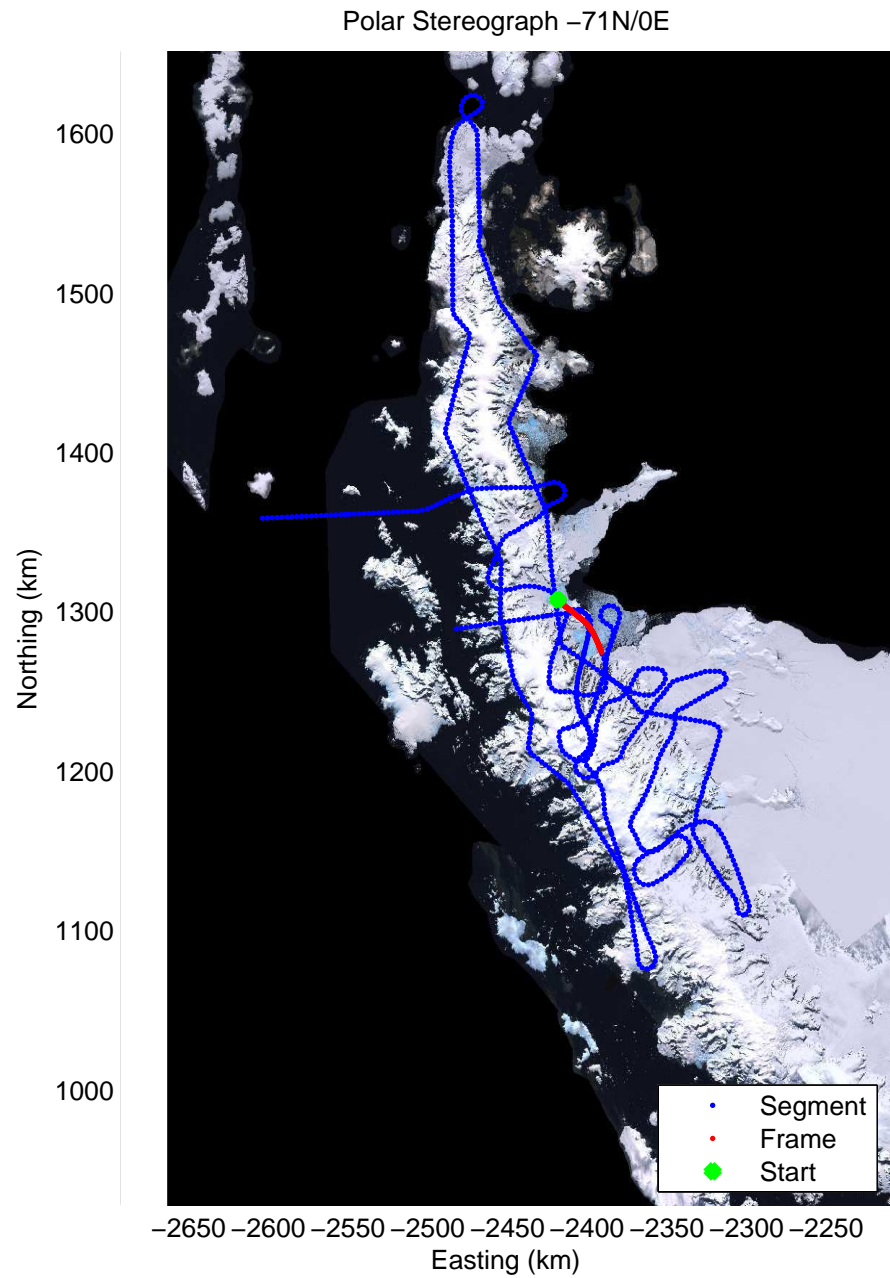 Polar Stereograph −71N/0E
1600
1500
1400
1300
1200
1100
1000
Northing (km)
Segment
Frame
Start
−2650 −2600 −2550 −2500 −2450 −2400 −2350 −2300 −2250
Easting (km)